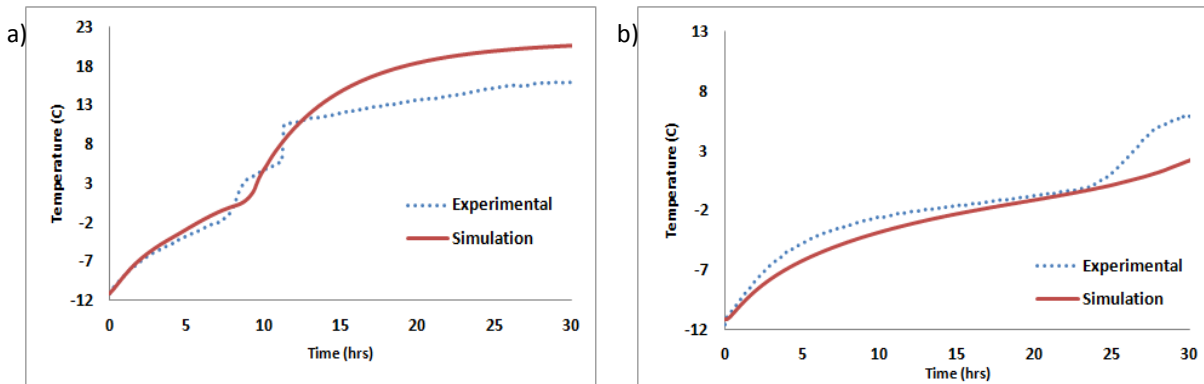 a)
Temperature (C)
23
18
13
8
3
-2
-7
-12
0 5 10 15 20 25 30
Time (hrs)
Experimental
Simulation
b)
Temperature (C)
13
8
3
-2
-7
-12
0 5 10 15 20 25 30
Time (hrs)
Experimental
Simulation